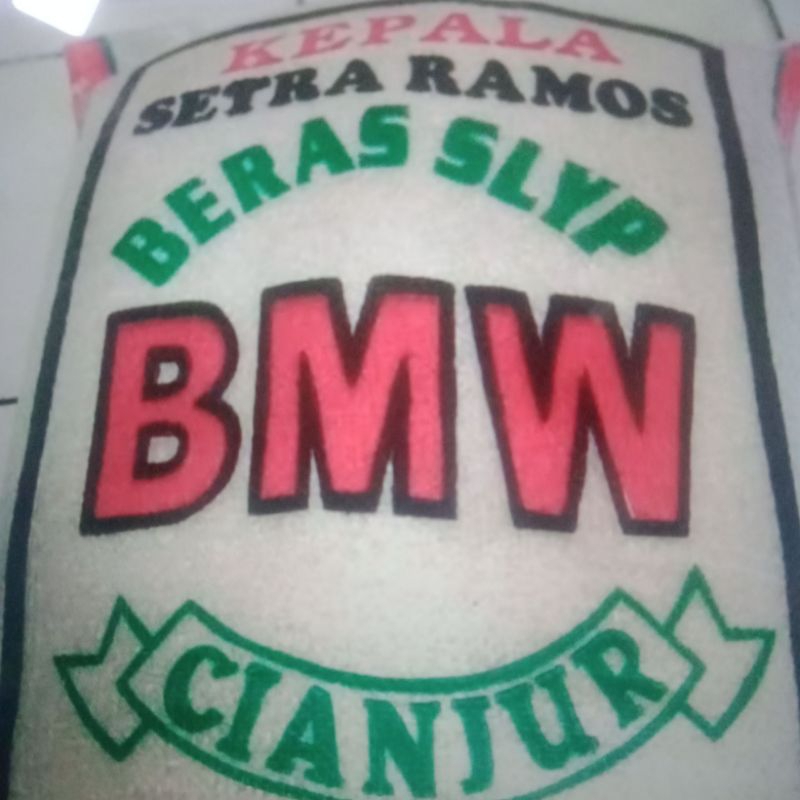 KEPALA
SETRA RAMOS
BERAS SLYP
BMW
CIANJUR